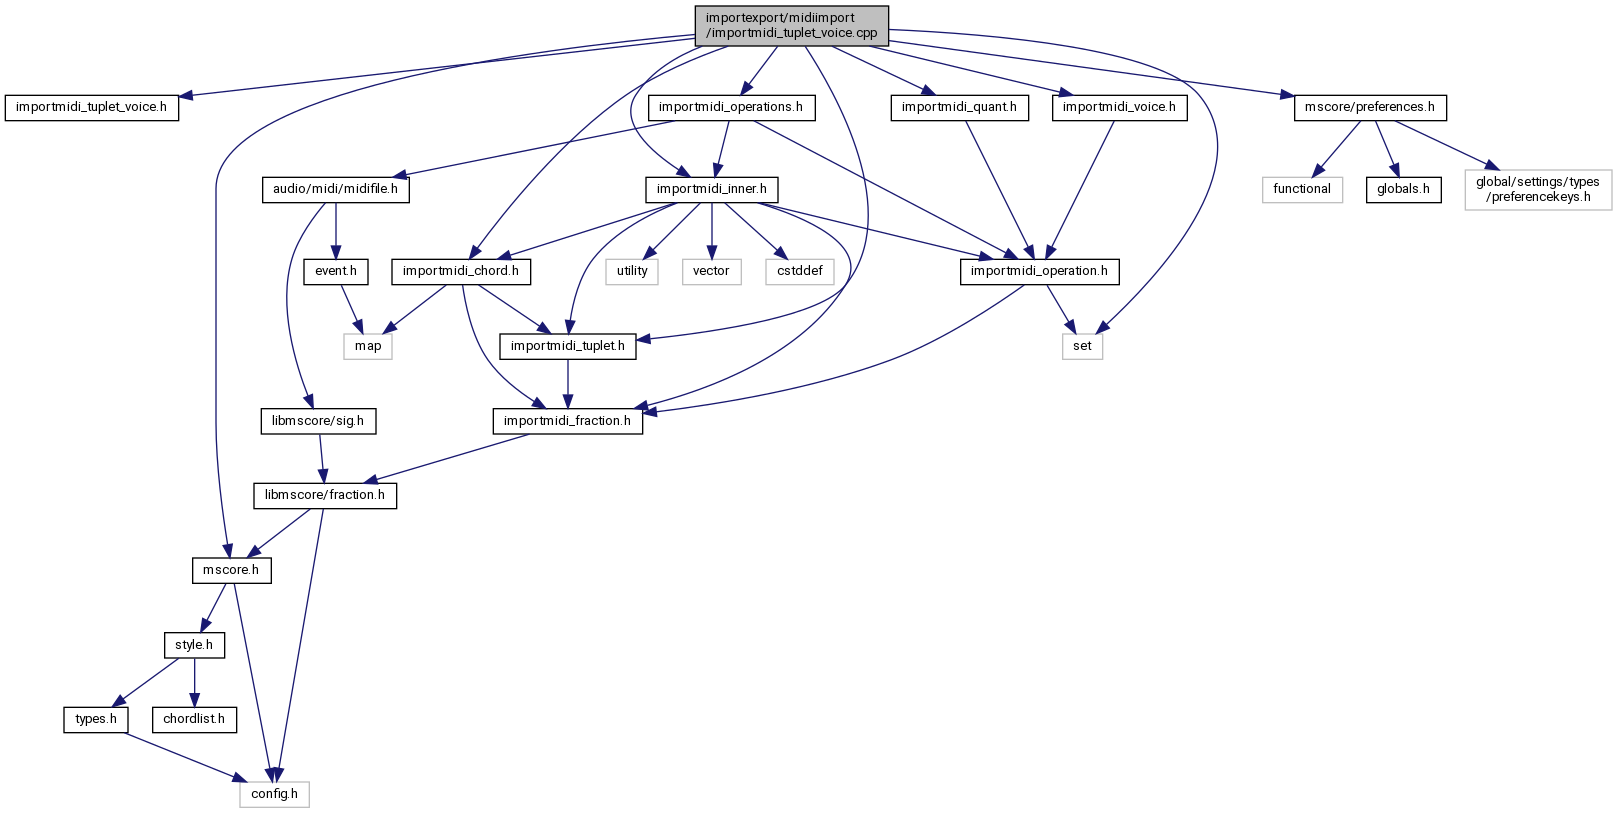 importexport/midiimport
/importmidi_tuplet_voice.cpp
importmidi_tuplet_voice.h
importmidi_operations.h
importmidi_quant.h
importmidi_voice.h
mscore/preferences.h
audio/midi/midifile.h
importmidi_inner.h
functional
globals.h
global/settings/types
/preferencekeys.h
event.h
importmidi_chord.h
utility
vector
cstddef
importmidi_operation.h
map
importmidi_tuplet.h
set
libmscore/sig.h
importmidi_fraction.h
libmscore/fraction.h
mscore.h
style.h
types.h
chordlist.h
config.h